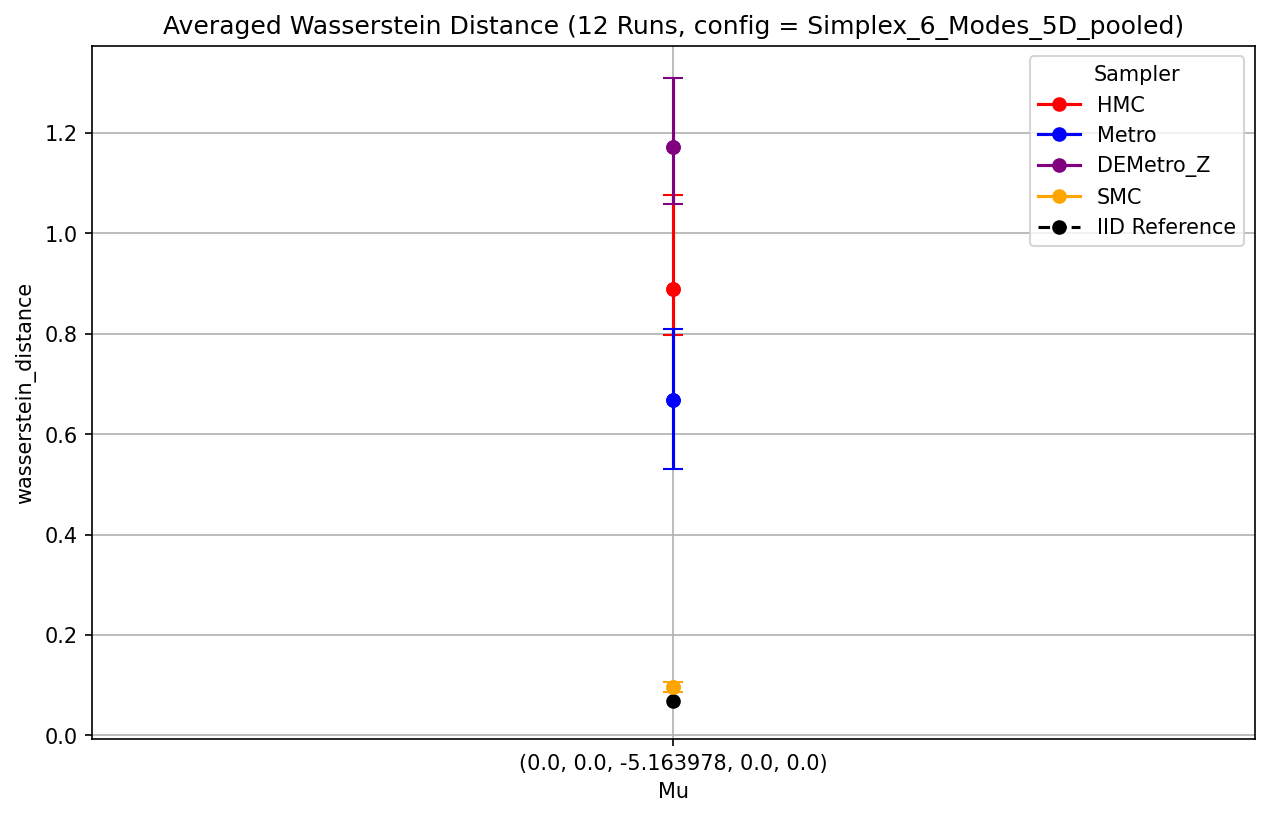 Averaged Wasserstein Distance (12 Runs, config = Simplex_6_Modes_5D_pooled)
Sampler
HMC
Metro
DEMetro_Z
SMC
IID Reference
wasserstein_distance
1.2
1.0
0.8
0.6
0.4
0.2
0.0
(0.0, 0.0, -5.163978, 0.0, 0.0)
Mu